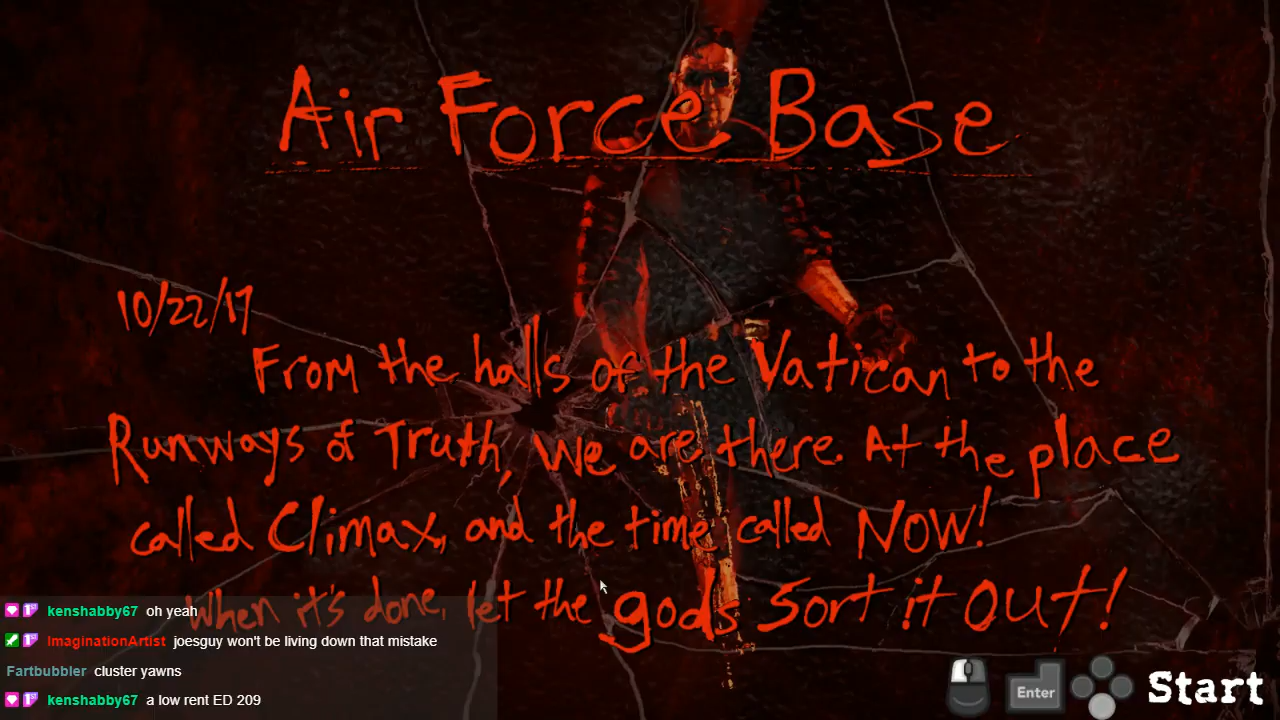 Air Force Base
10/22/17
From the halls of the Vatican to the
Runways of Truth, we are there. At the place
called Climax, and the time called NOW!
When it's done, let the gods Sort it OUT!
kenshabby67 oh yeah
ImaginationArtist joesguy won't be living down that mistake
Fartbubbler cluster yawns
kenshabby67 a low rent ED 209
Enter
Start